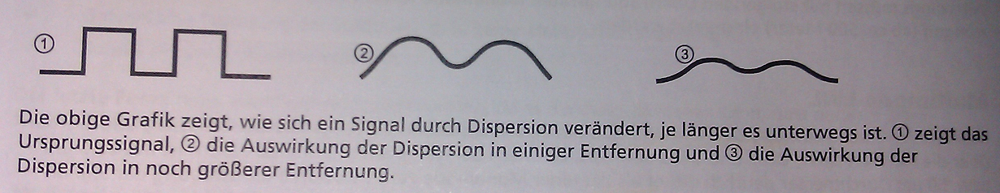 ① ② ③
Die obige Grafik zeigt, wie sich ein Signal durch Dispersion verändert, je länger es unterwegs ist. ① zeigt das
Ursprungssignal, ② die Auswirkung der Dispersion in einiger Entfernung und ③ die Auswirkung der
Dispersion in noch größerer Entfernung.